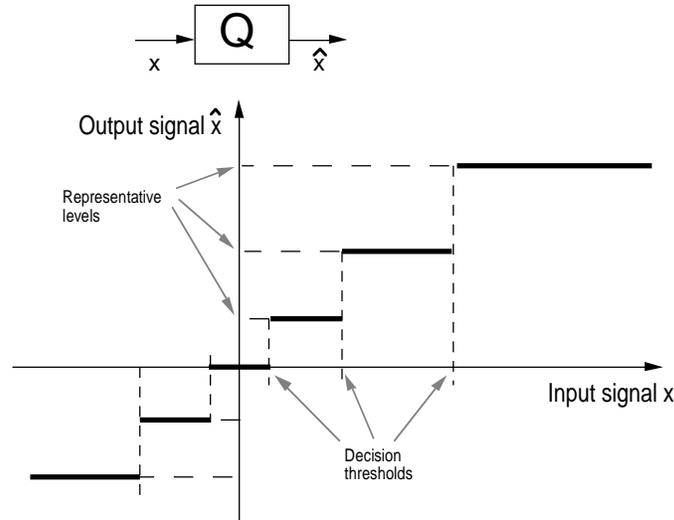 Q
x
x̂
Output signal x̂
Representative
levels
Input signal x
Decision
thresholds